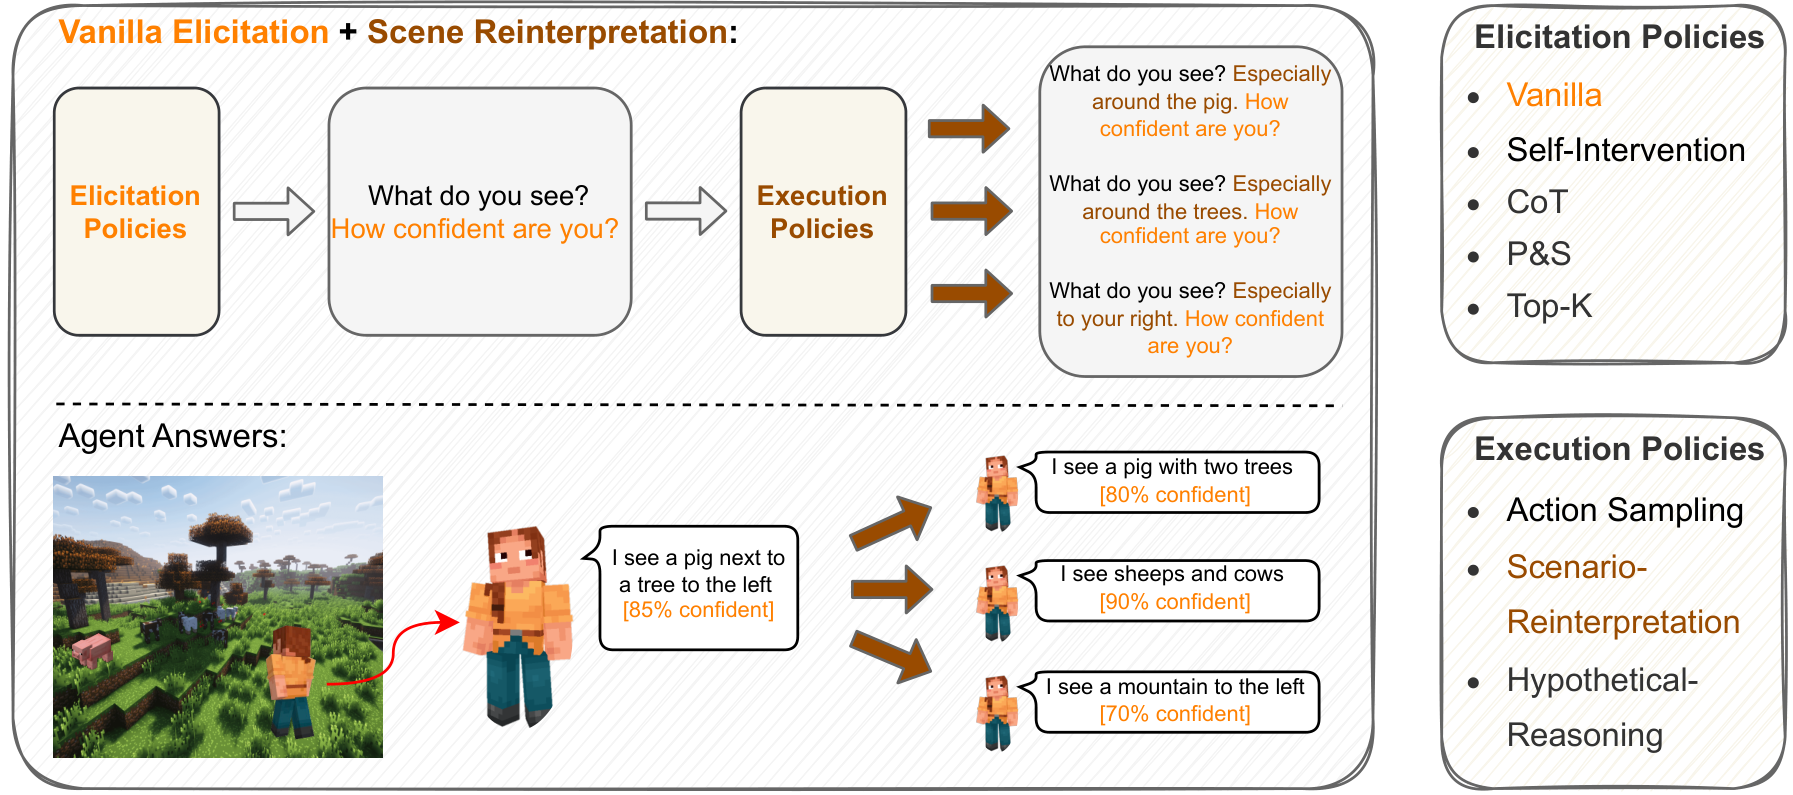 Vanilla Elicitation + Scene Reinterpretation:
Elicitation
Policies
What do you see?
How confident are you?
Execution
Policies
What do you see? Especially
around the pig. How
confident are you?
What do you see? Especially
around the trees. How
confident are you?
What do you see? Especially
to your right. How confident
are you?
Agent Answers:
I see a pig next to
a tree to the left
[85% confident]
I see a pig with two trees
[80% confident]
I see sheeps and cows
[90% confident]
I see a mountain to the left
[70% confident]
Elicitation Policies
• Vanilla
• Self-Intervention
• CoT
• P&S
• Top-K
Execution Policies
• Action Sampling
• Scenario-
Reinterpretation
• Hypothetical-
Reasoning